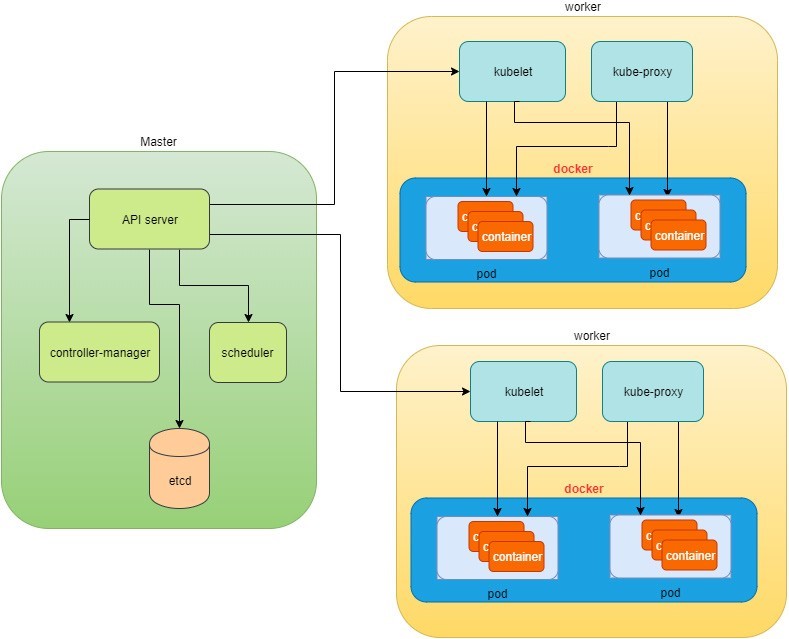 Master
API server
controller-manager
scheduler
etcd
worker
kubelet
kube-proxy
docker
c
c
container
pod
c
c
container
pod
worker
kubelet
kube-proxy
docker
c
c
container
pod
c
c
container
pod